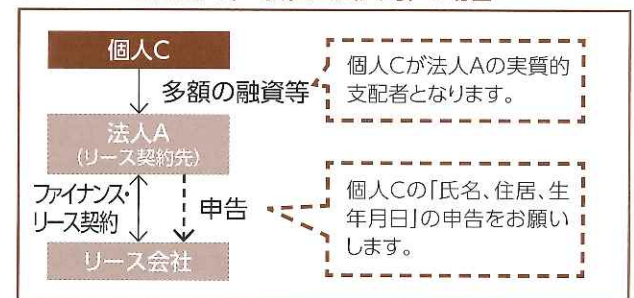 個人C
多額の融資等
個人Cが法人Aの実質的
支配者となります。
法人A
(リース契約先)
ファイナンス・
リース契約
申告
個人Cの「氏名、住居、生
年月日」の申告をお願い
します。
リース会社